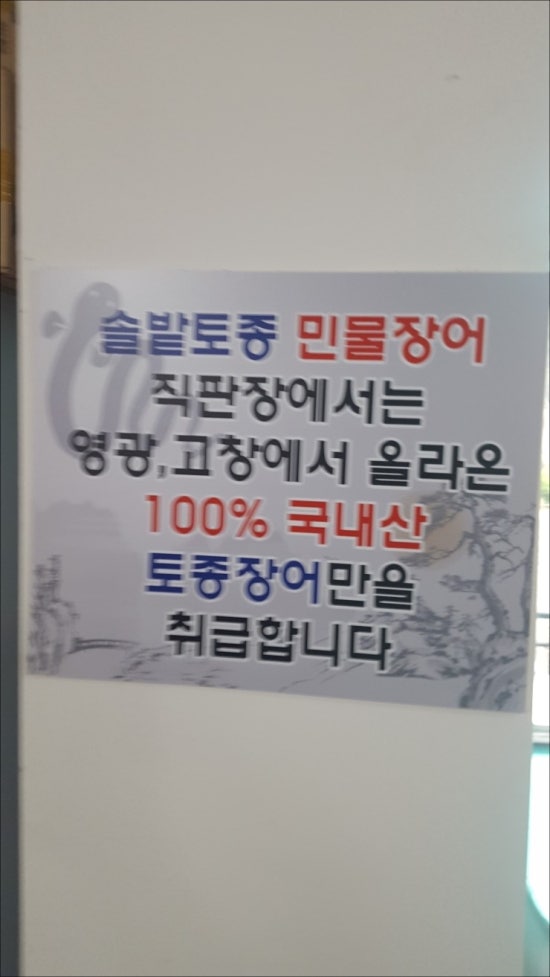 솔밭토종 민물장어
직판장에서는
영광,고창에서 올라온
100% 국내산
토종장어만을
취급합니다